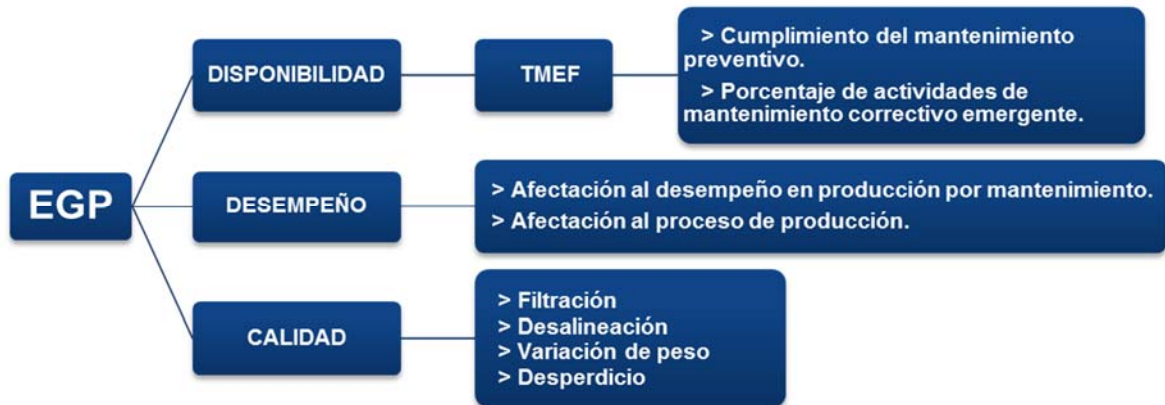 EGP
DISPONIBILIDAD
TMEF
> Cumplimiento del mantenimiento
preventivo.
> Porcentaje de actividades de
mantenimiento correctivo emergente.
DESEMPEÑO
> Afectación al desempeño en producción por mantenimiento.
> Afectación al proceso de producción.
CALIDAD
> Filtración
> Desalineación
> Variación de peso
> Desperdicio